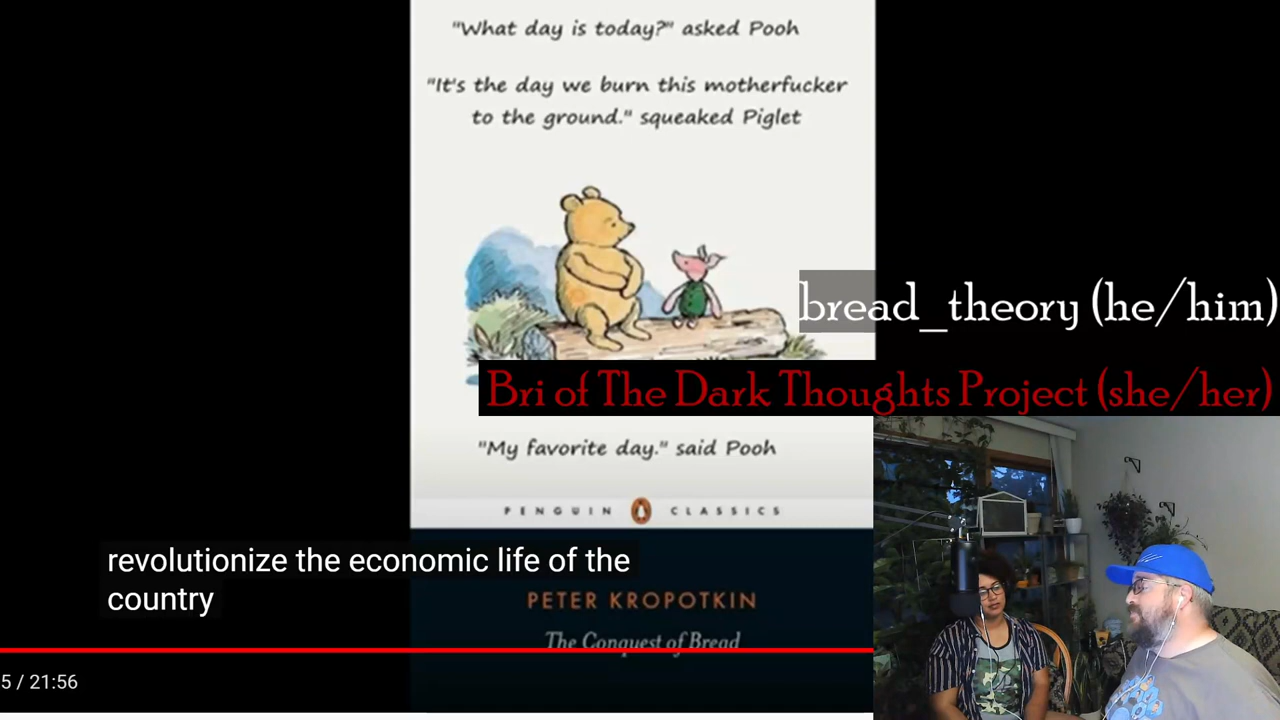 "What day is today?" asked Pooh
"It's the day we burn this motherfucker
to the ground." squeaked Piglet
bread_theory (he/him)
Bri of The Dark Thoughts Project (she/her)
"My favorite day." said Pooh
PENGUIN CLASSICS
revolutionize the economic life of the
country
PETER KROPOTKIN
The Conquest of Bread
5 / 21:56